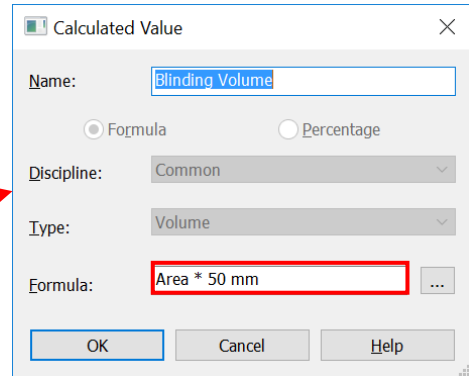 Calculated Value
Name: Blinding Volume
Formula Percentage
Discipline: Common
Type: Volume
Formula: Area * 50 mm ...
OK Cancel Help